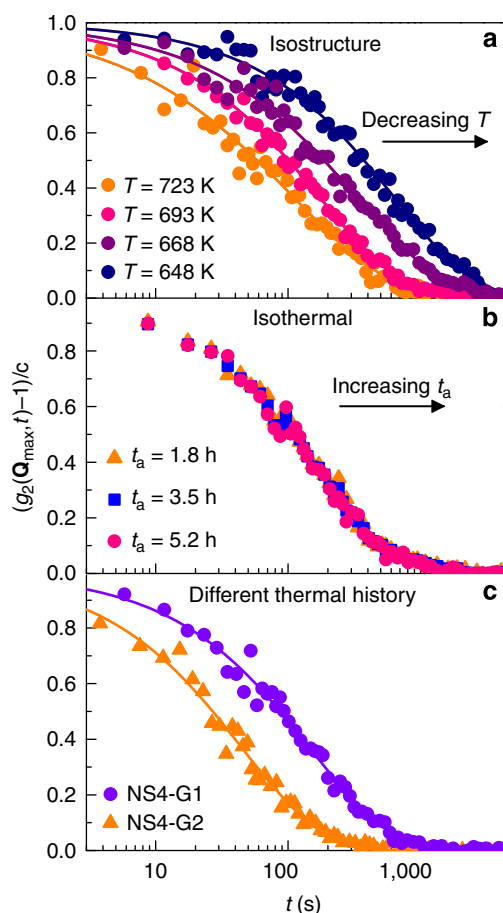 a
Isostructure
1.0
0.8
0.6
0.4
0.2
0.0
Decreasing T
T = 723 K
T = 693 K
T = 668 K
T = 648 K
b
Isothermal
0.8
0.6
0.4
0.2
0.0
Increasing tₐ
tₐ = 1.8 h
tₐ = 3.5 h
tₐ = 5.2 h
(g₂(Qₘₐₓ, t)−1)/c
c
Different thermal history
0.8
0.6
0.4
0.2
0.0
NS4-G1
NS4-G2
10 100 1,000
t (s)